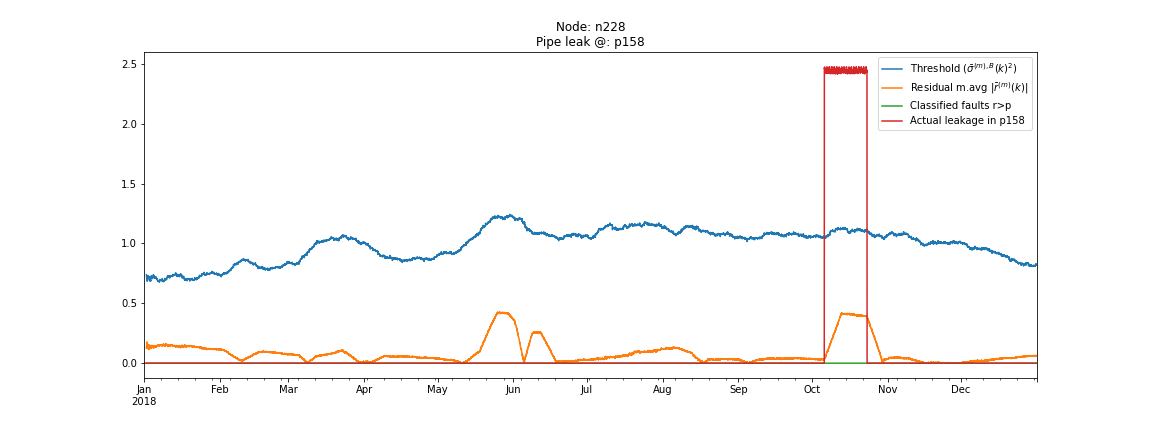 Node: n228
Pipe leak @: p158
2.5
2.0
1.5
1.0
0.5
0.0
Threshold (σ̄⁽ᵐ⁾,ᴮ(k)²)
Residual m.avg |r̄⁽ᵐ⁾(k)|
Classified faults r>p
Actual leakage in p158
Jan Feb Mar Apr May Jun Jul Aug Sep Oct Nov Dec
2018